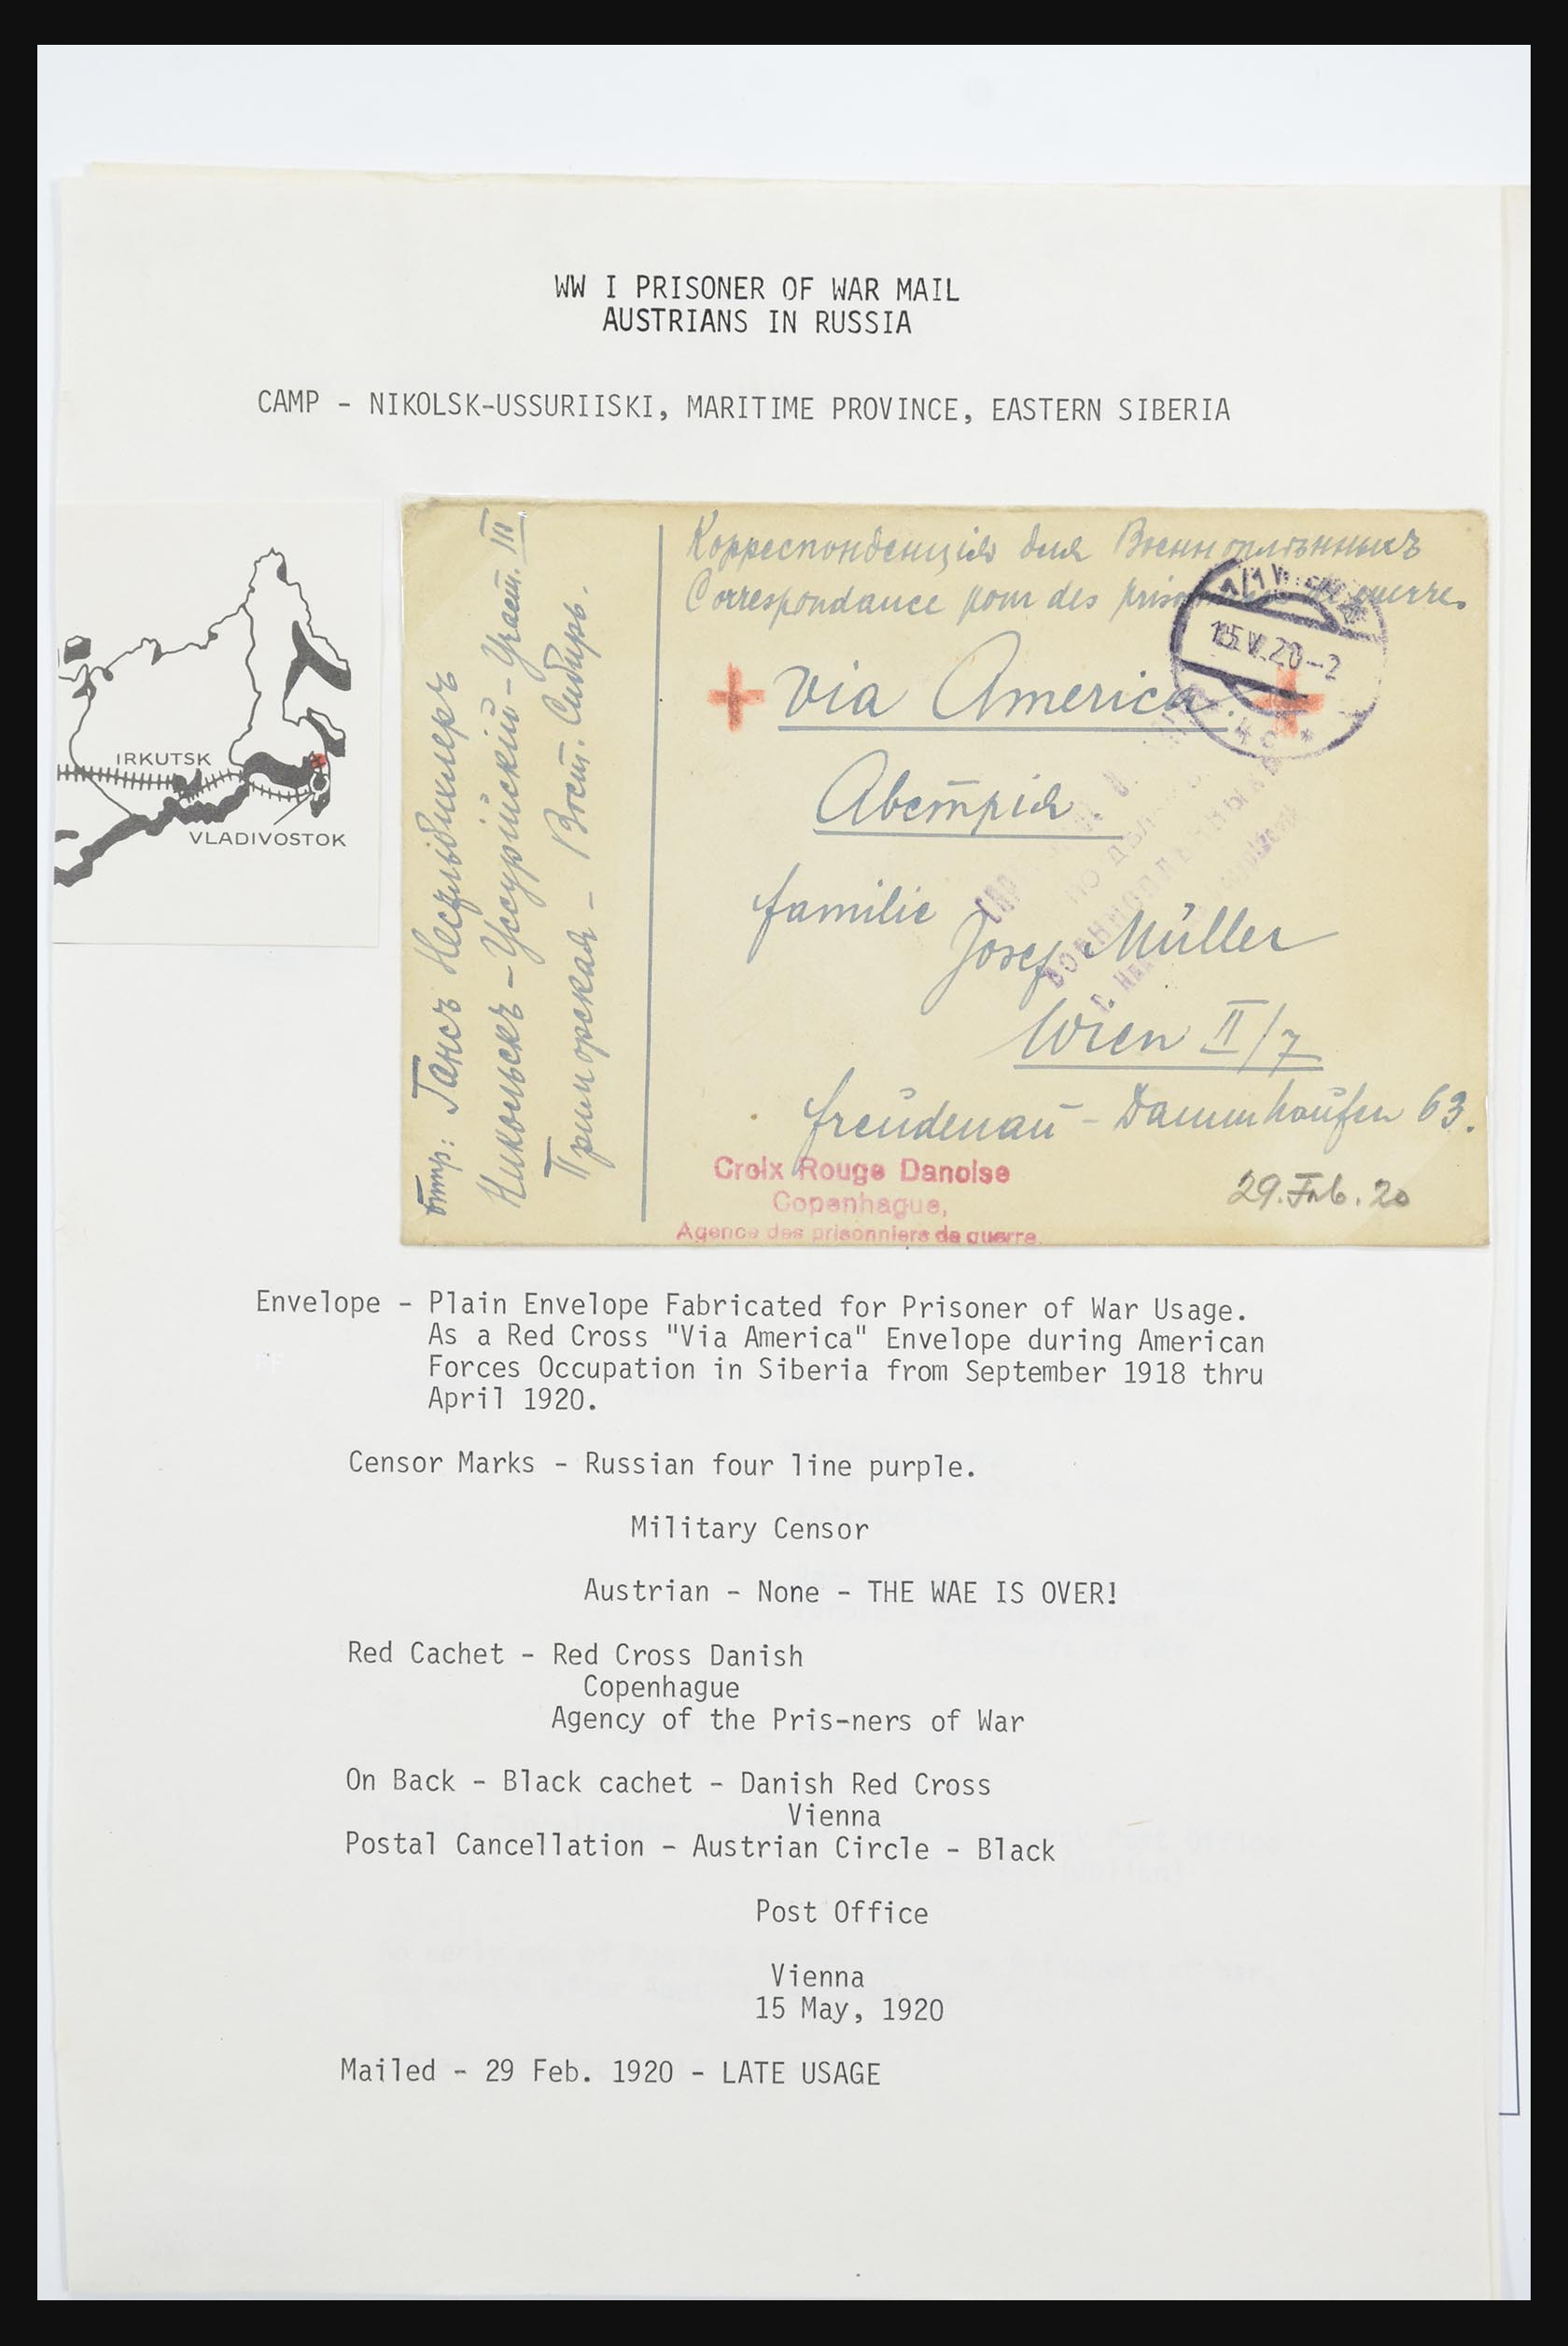 WW I PRISONER OF WAR MAIL
AUSTRIANS IN RUSSIA
CAMP - NIKOLSK-USSURIISKI, MARITIME PROVINCE, EASTERN SIBERIA
IRKUTSK
VLADIVOSTOK
Гансъ
Никольскъ - Уссурійскій - Участ. III
Приморская - Вост. Сибирь.
Корреспонденція для Военноплѣнныхъ
Correspondance pour des prisonniers de guerre.
15.V.20-2
via America.
Австрія
familie
Josef Müller
Wien II/7
Freudenau - Dammhaufen 63.
Croix Rouge Danoise
Copenhague,
Agence des prisonniers de guerre.
29. Feb. 20
Envelope - Plain Envelope Fabricated for Prisoner of War Usage.
As a Red Cross "Via America" Envelope during American
Forces Occupation in Siberia from September 1918 thru
April 1920.
Censor Marks - Russian four line purple.
Military Censor
Austrian - None - THE WAE IS OVER!
Red Cachet - Red Cross Danish
Copenhague
Agency of the Pris-ners of War
On Back - Black cachet - Danish Red Cross
Vienna
Postal Cancellation - Austrian Circle - Black
Post Office
Vienna
15 May, 1920
Mailed - 29 Feb. 1920 - LATE USAGE